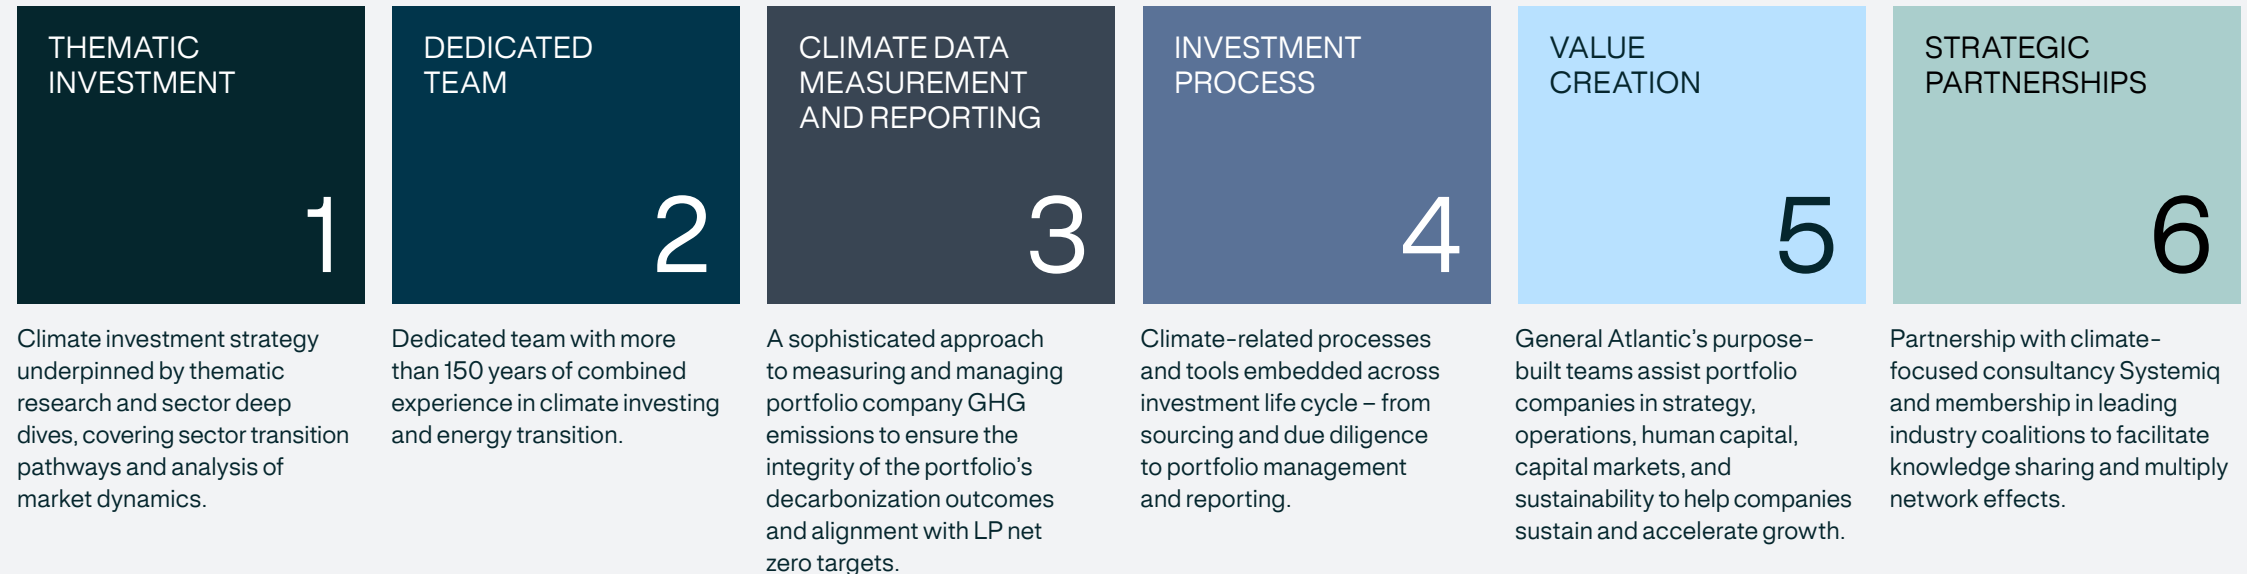 THEMATIC
INVESTMENT
1
Climate investment strategy
underpinned by thematic
research and sector deep
dives, covering sector transition
pathways and analysis of
market dynamics.
DEDICATED
TEAM
2
Dedicated team with more
than 150 years of combined
experience in climate investing
and energy transition.
CLIMATE DATA
MEASUREMENT
AND REPORTING
3
A sophisticated approach
to measuring and managing
portfolio company GHG
emissions to ensure the
integrity of the portfolio’s
decarbonization outcomes
and alignment with LP net
zero targets.
INVESTMENT
PROCESS
4
Climate-related processes
and tools embedded across
investment life cycle – from
sourcing and due diligence
to portfolio management
and reporting.
VALUE
CREATION
5
General Atlantic’s purpose-
built teams assist portfolio
companies in strategy,
operations, human capital,
capital markets, and
sustainability to help companies
sustain and accelerate growth.
STRATEGIC
PARTNERSHIPS
6
Partnership with climate-
focused consultancy Systemiq
and membership in leading
industry coalitions to facilitate
knowledge sharing and multiply
network effects.